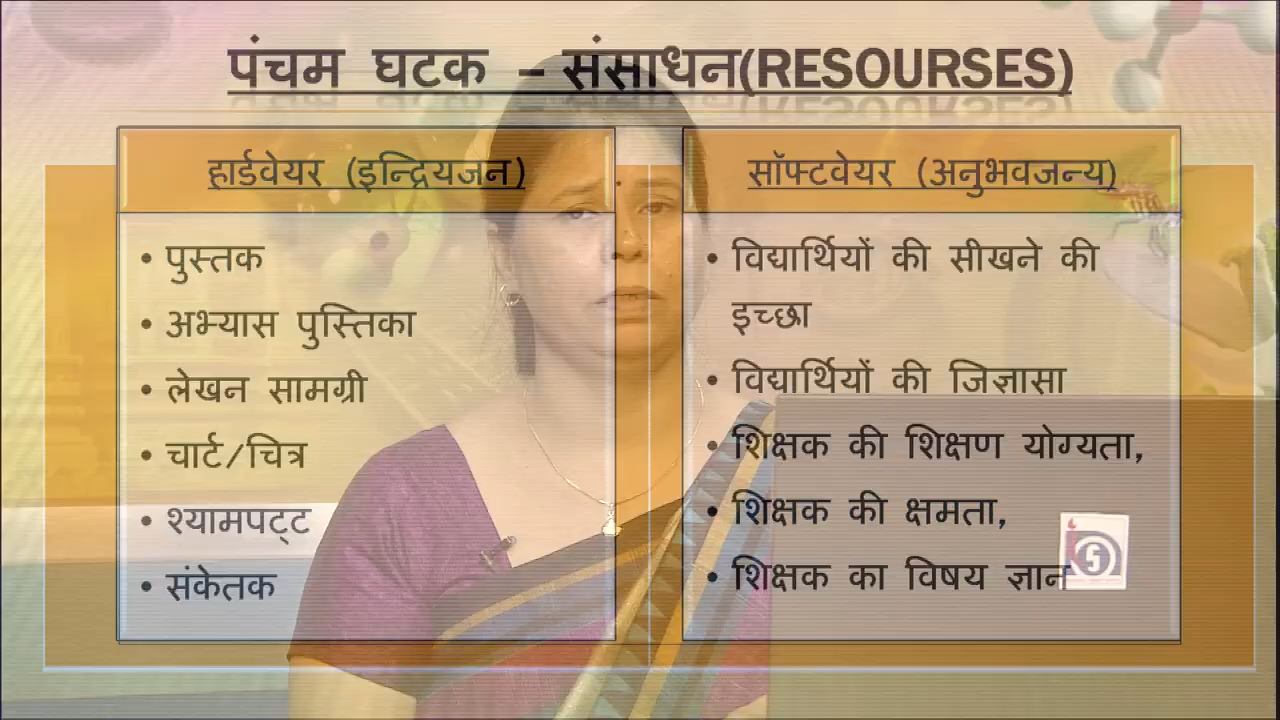 पंचम घटक – संसाधन(RESOURSES)
हार्डवेयर (इन्द्रियजन)
• पुस्तक
• अभ्यास पुस्तिका
• लेखन सामग्री
• चार्ट/चित्र
• श्यामपट्ट
• संकेतक
सॉफ्टवेयर (अनुभवजन्य)
• विद्यार्थियों की सीखने की
इच्छा
• विद्यार्थियों की जिज्ञासा
• शिक्षक की शिक्षण योग्यता,
• शिक्षक की क्षमता,
• शिक्षक का विषय ज्ञान